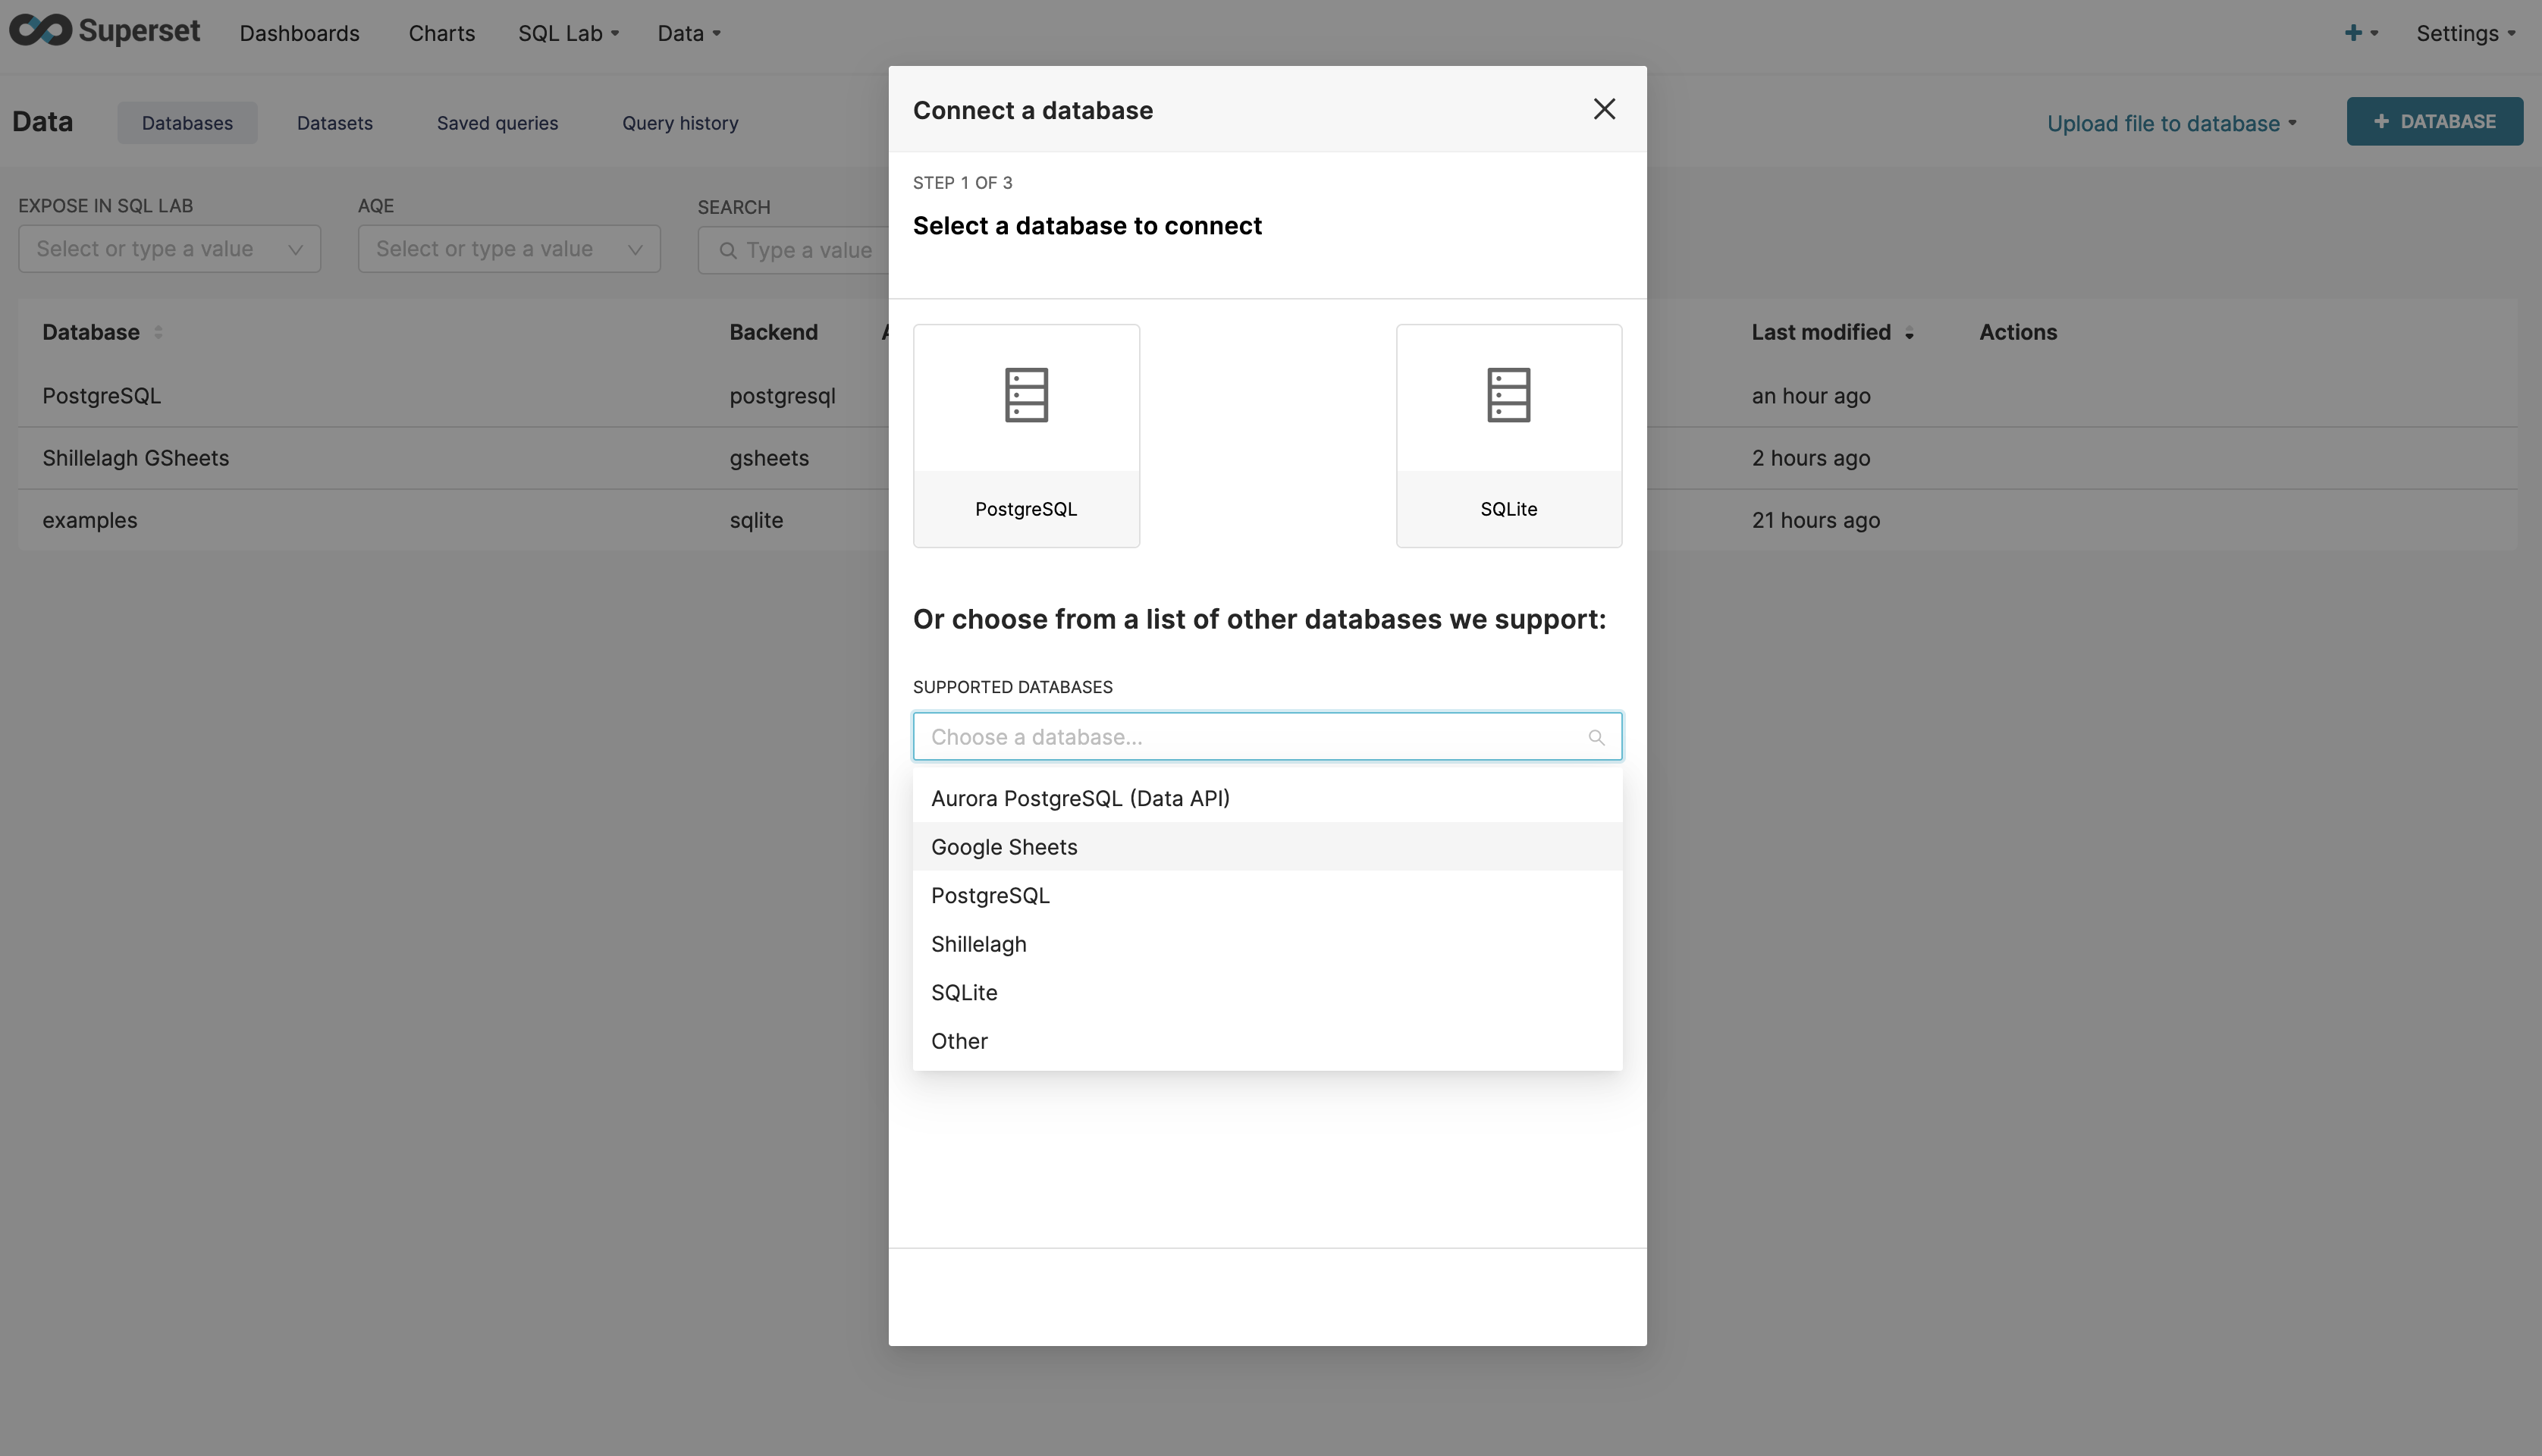 Superset Dashboards Charts SQL Lab Data Settings
Data Databases Datasets Saved queries Query history Upload file to database + DATABASE
EXPOSE IN SQL LAB AQE SEARCH
Select or type a value Select or type a value Type a value
Database Backend A Last modified Actions
PostgreSQL postgresql an hour ago
Shillelagh GSheets gsheets 2 hours ago
examples sqlite 21 hours ago
Connect a database
STEP 1 OF 3
Select a database to connect
PostgreSQL SQLite
Or choose from a list of other databases we support:
SUPPORTED DATABASES
Choose a database...
Aurora PostgreSQL (Data API)
Google Sheets
PostgreSQL
Shillelagh
SQLite
Other